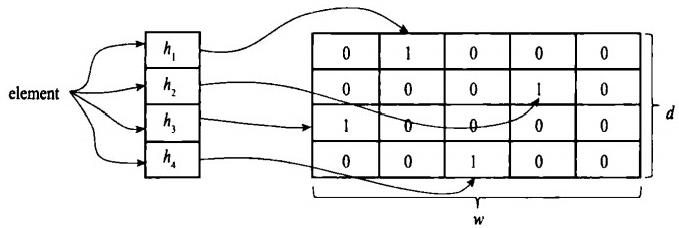 h₁ 0 1 0 0 0
element h₂ 0 0 0 1 0 d
h₃ 1 0 0 0 0
h₄ 0 0 1 0 0
w